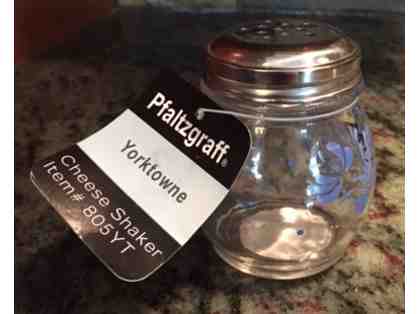 Pfaltzgraff®
Yorktowne
Cheese Shaker
Item# 805YT